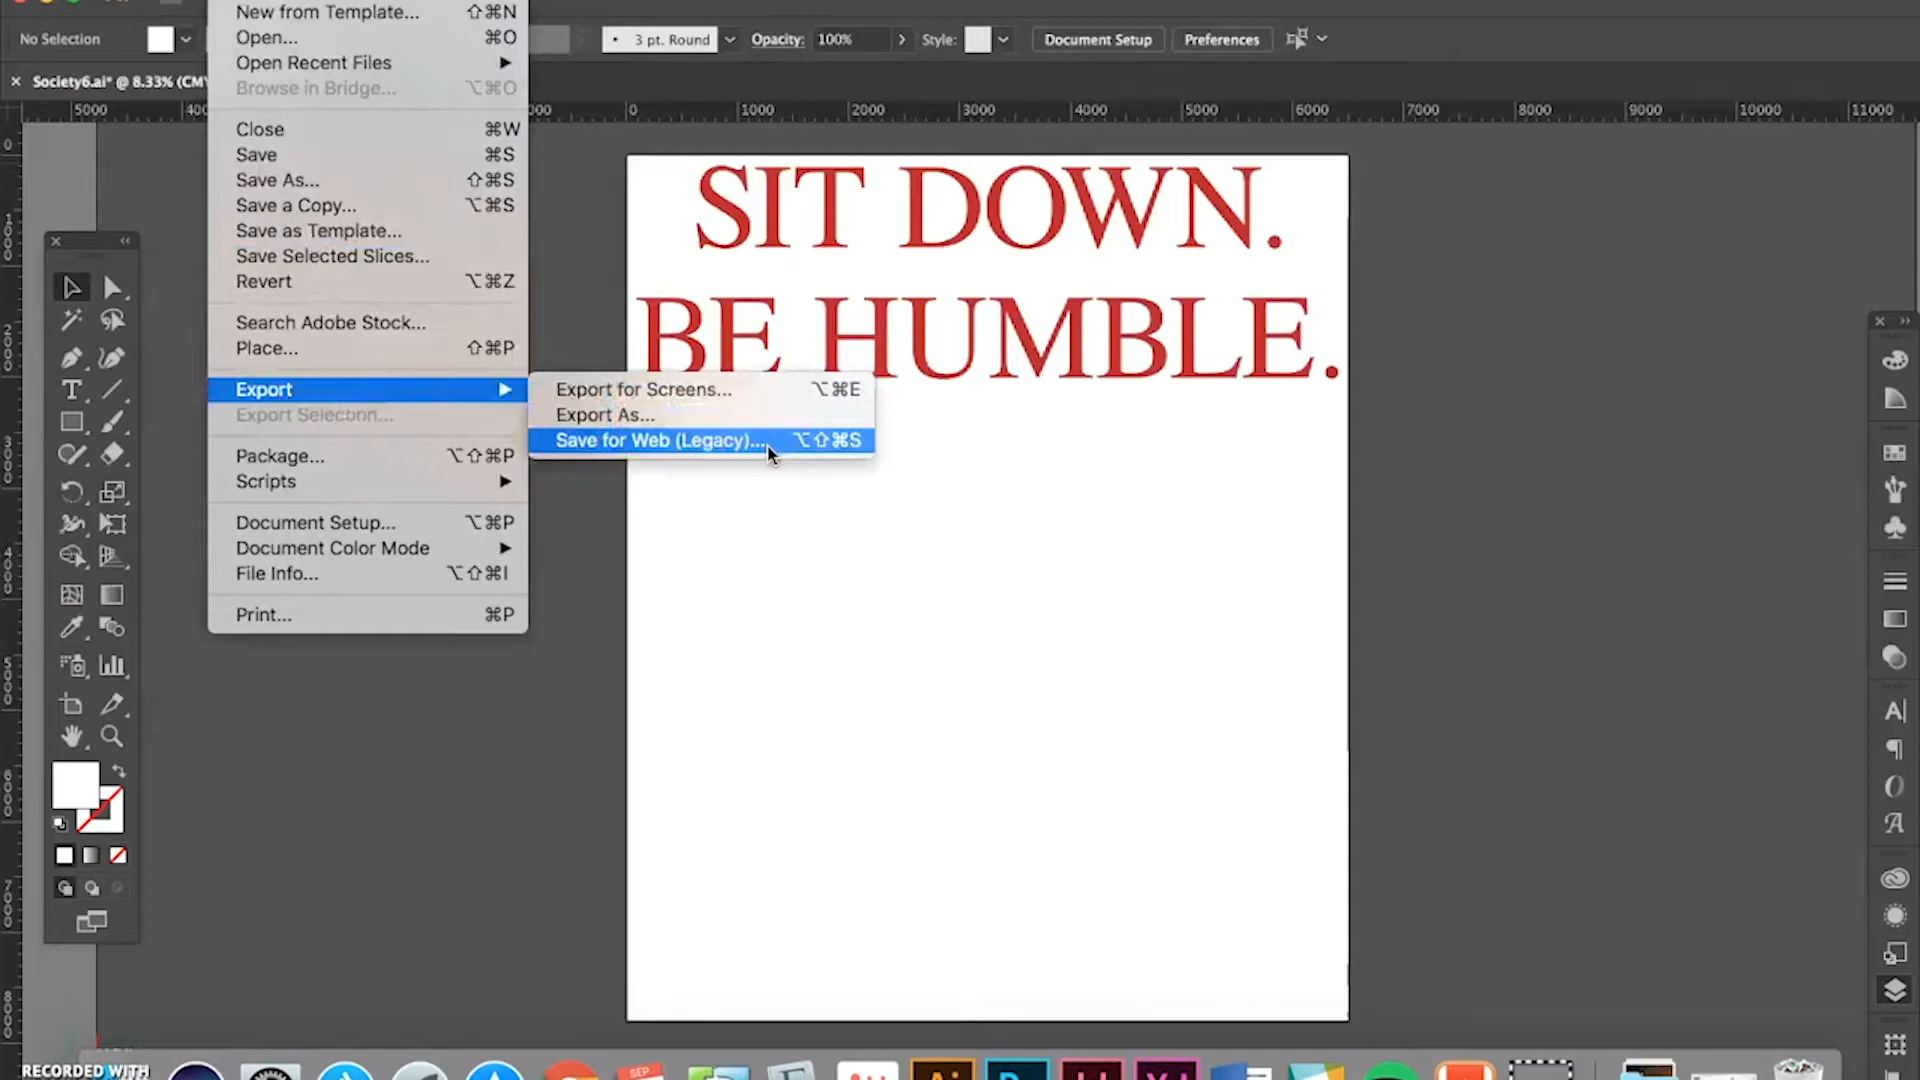 New from Template... ⇧⌘N
Open... ⌘O
Open Recent Files
Browse in Bridge... ⌥⌘O
Close ⌘W
Save ⌘S
Save As... ⇧⌘S
Save a Copy... ⌥⌘S
Save as Template...
Save Selected Slices...
Revert ⌥⌘Z
Search Adobe Stock...
Place... ⇧⌘P
Export
Export Selection...
Package... ⌥⇧⌘P
Scripts
Document Setup... ⌥⌘P
Document Color Mode
File Info... ⌥⇧⌘I
Print... ⌘P
Export for Screens... ⌥⌘E
Export As...
Save for Web (Legacy)... ⌥⇧⌘S
No Selection
3 pt. Round
Opacity: 100%
Style:
Document Setup
Preferences
Society6.ai* @ 8.33% (CMY
5000
0 1000 2000 3000 4000 5000 6000 7000 8000 9000 10000 11000
SIT DOWN.
BE HUMBLE.
RECORDED WITH
SEP